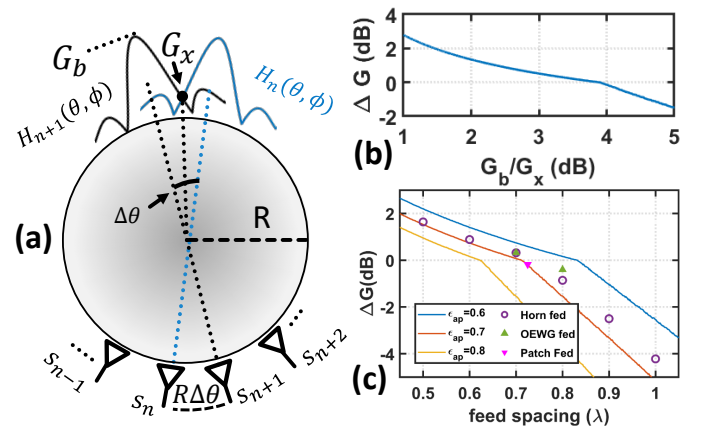 G_b
G_x
H_{n+1}(θ,ϕ)
H_n(θ,ϕ)
Δθ
R
(a)
s_{n-1}
s_n
RΔθ
s_{n+1}
s_{n+2}
4
2
0
-2
Δ G (dB)
1
2
3
4
5
G_b/G_x (dB)
(b)
2
0
-2
-4
ΔG(dB)
ϵ_ap=0.6
ϵ_ap=0.7
ϵ_ap=0.8
Horn fed
OEWG fed
Patch Fed
0.5
0.6
0.7
0.8
0.9
1
feed spacing (λ)
(c)